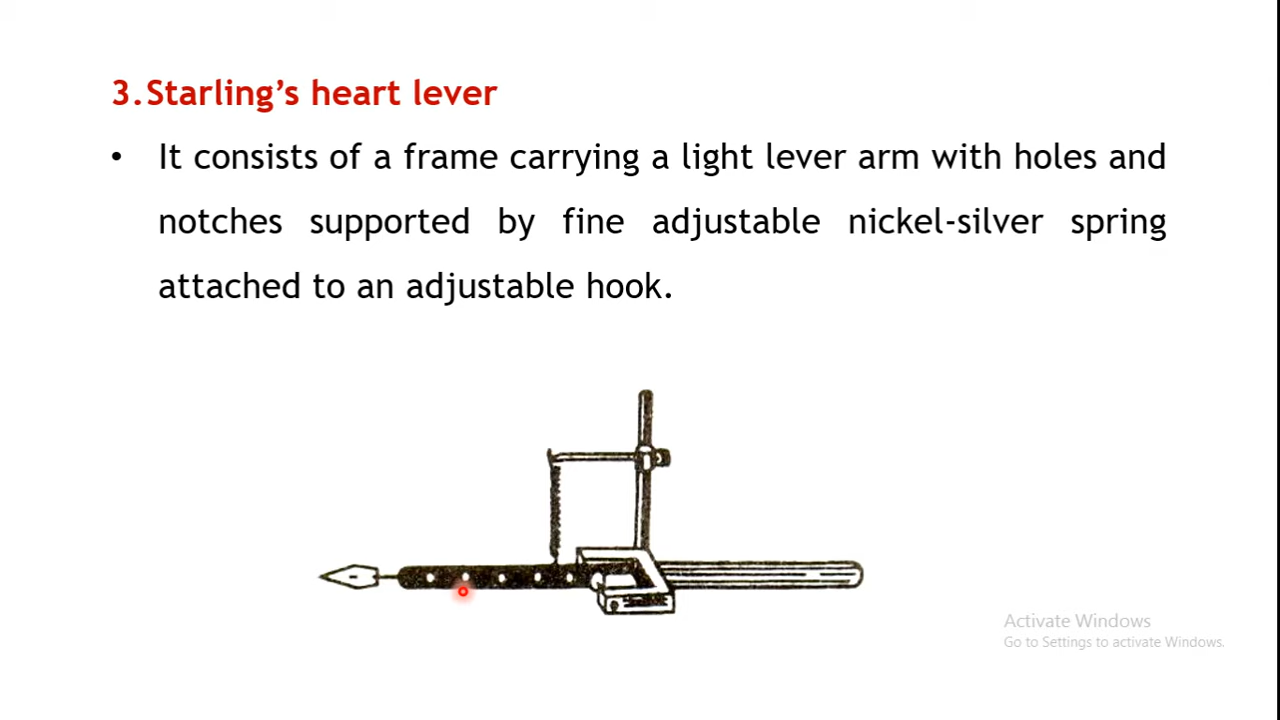 3.Starling’s heart lever
• It consists of a frame carrying a light lever arm with holes and
notches supported by fine adjustable nickel-silver spring
attached to an adjustable hook.
Activate Windows
Go to Settings to activate Windows.